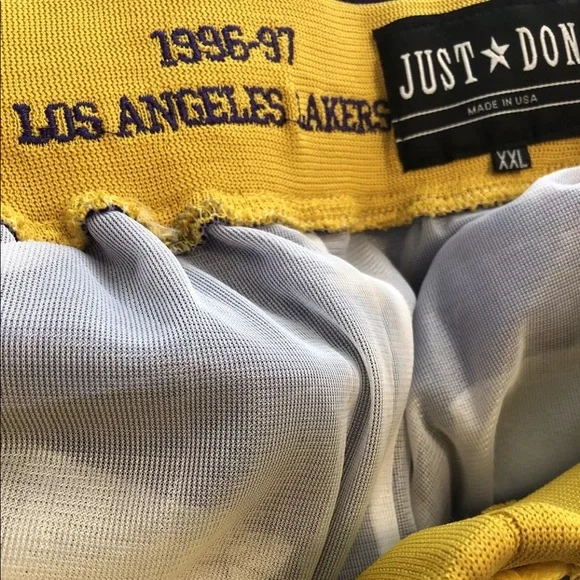 1996-97
LOS ANGELES LAKERS
JUST★DON
MADE IN USA
XXL